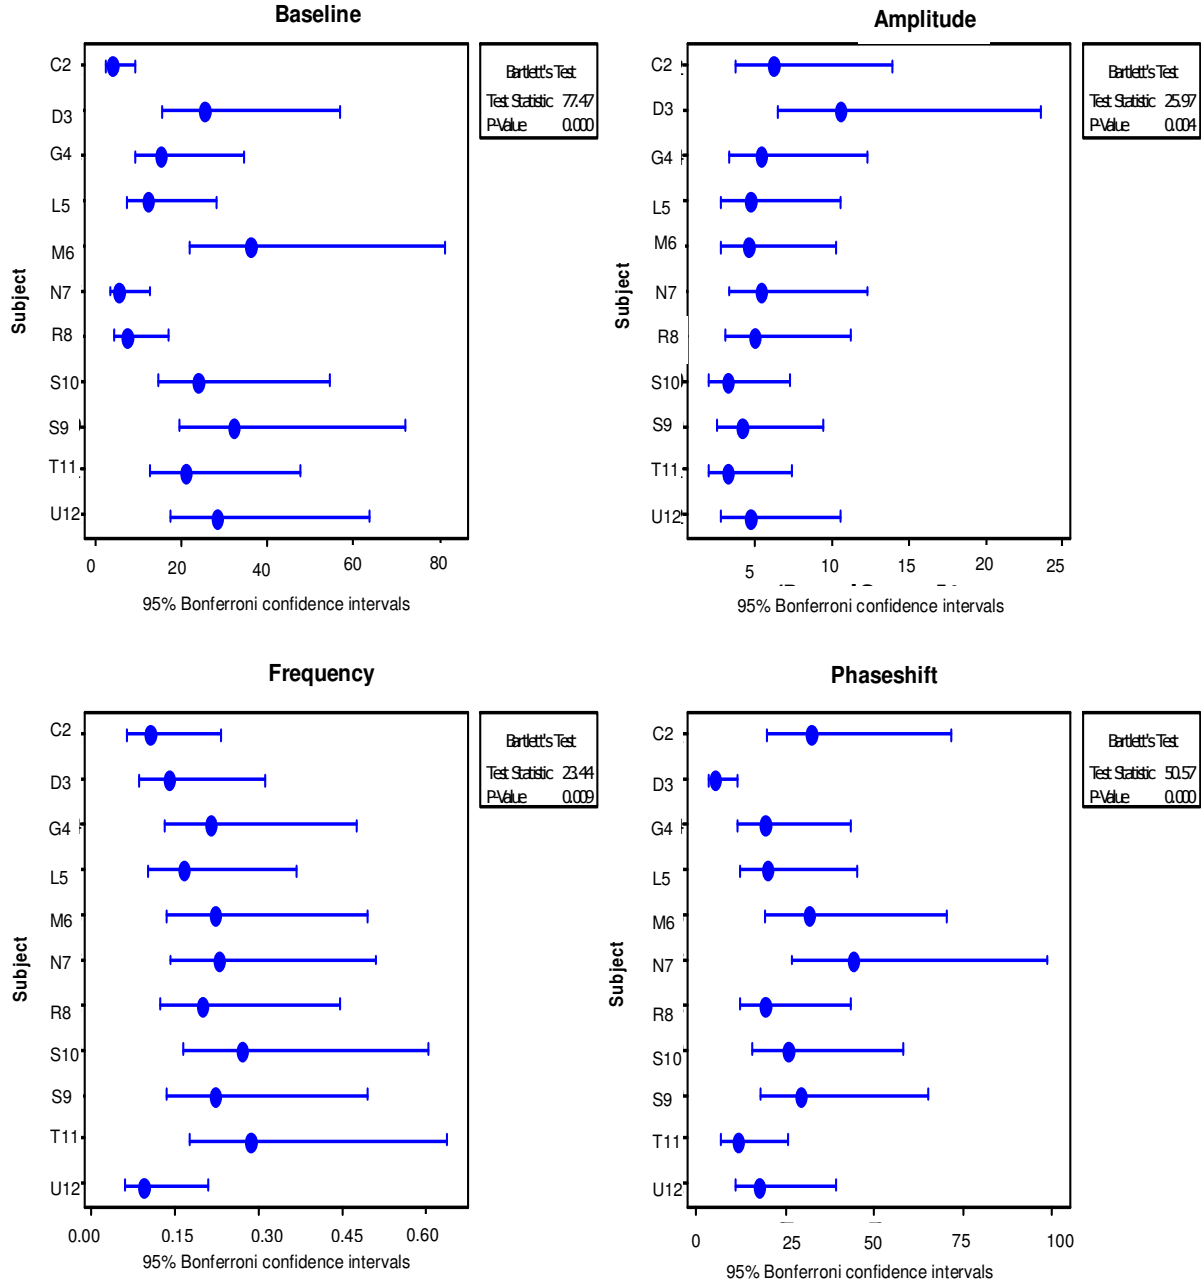 Baseline
C2
D3
G4
L5
M6
N7
R8
S10
S9
T11
U12
Subject
0 20 40 60 80
95% Bonferroni confidence intervals
Bartlett's Test
Test Statistic 77.47
P-Value 0.000
Amplitude
C2
D3
G4
L5
M6
N7
R8
S10
S9
T11
U12
Subject
5 10 15 20 25
95% Bonferroni confidence intervals
Bartlett's Test
Test Statistic 25.97
P-Value 0.004
Frequency
C2
D3
G4
L5
M6
N7
R8
S10
S9
T11
U12
Subject
0.00 0.15 0.30 0.45 0.60
95% Bonferroni confidence intervals
Bartlett's Test
Test Statistic 23.44
P-Value 0.009
Phaseshift
C2
D3
G4
L5
M6
N7
R8
S10
S9
T11
U12
Subject
0 25 50 75 100
95% Bonferroni confidence intervals
Bartlett's Test
Test Statistic 50.57
P-Value 0.000